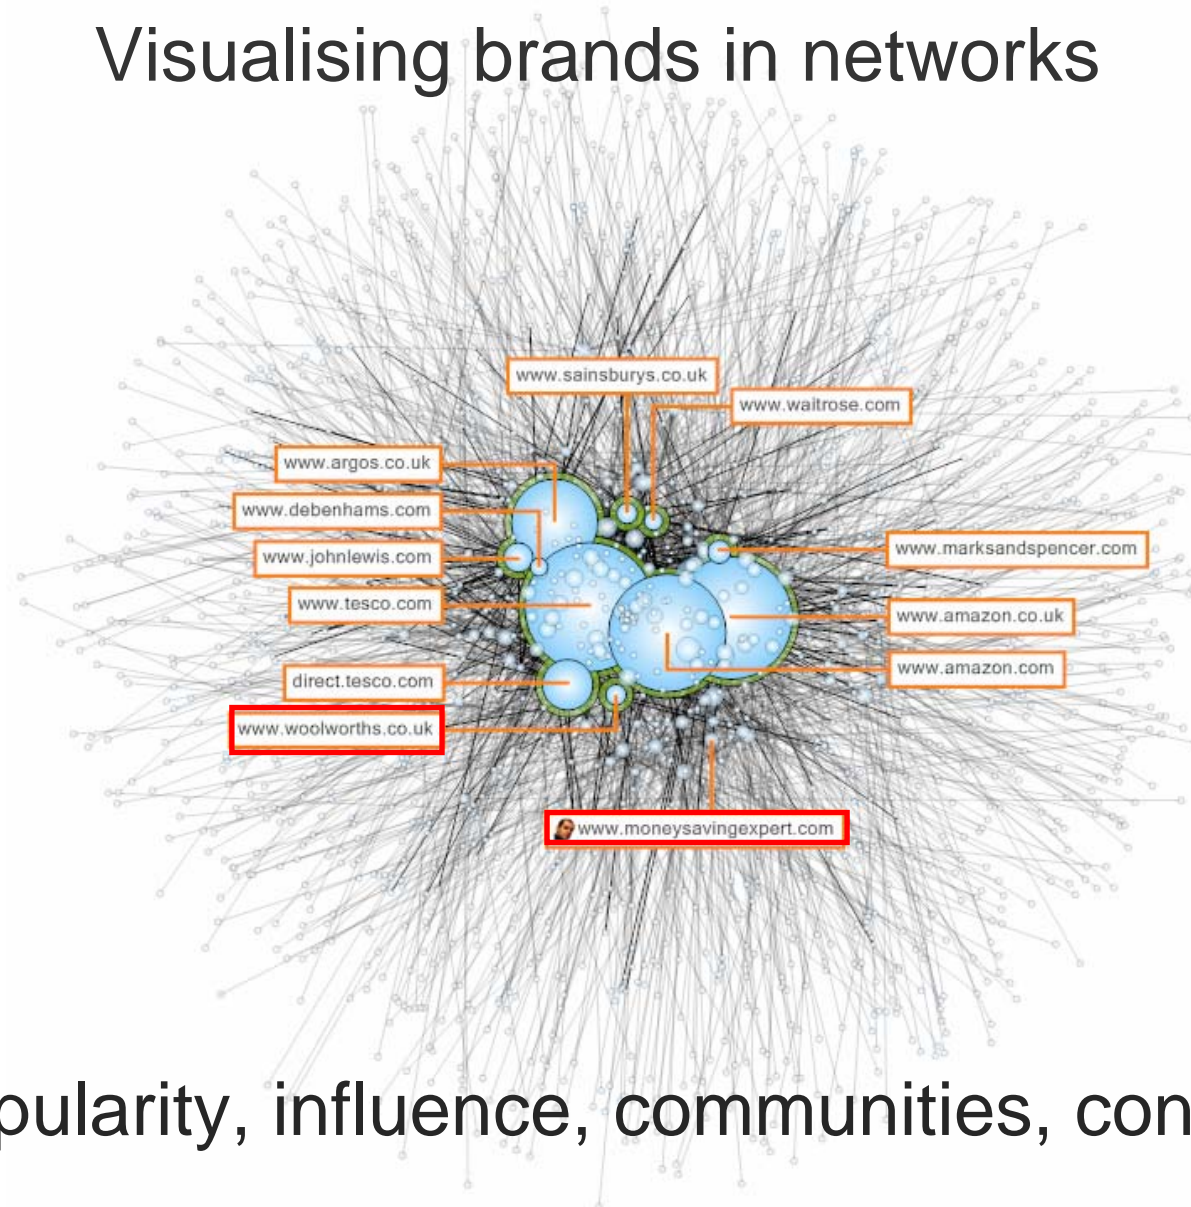 Visualising brands in networks
www.sainsburys.co.uk
www.waitrose.com
www.argos.co.uk
www.debenhams.com
www.johnlewis.com
www.marksandspencer.com
www.tesco.com
www.amazon.co.uk
www.amazon.com
direct.tesco.com
www.woolworths.co.uk
www.moneysavingexpert.com
pularity, influence, communities, con